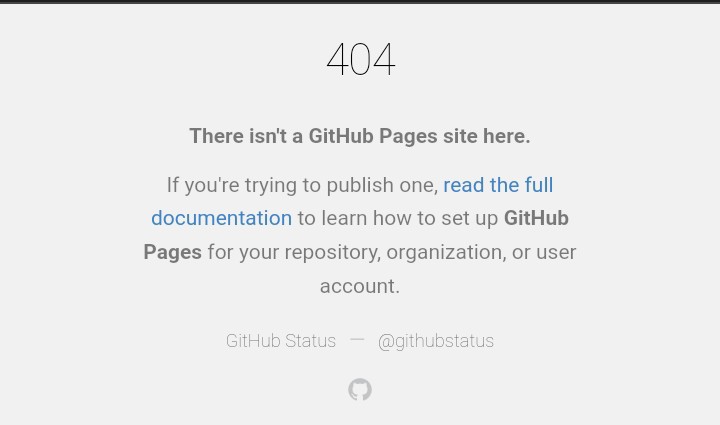 404
There isn't a GitHub Pages site here.
If you're trying to publish one, read the full
documentation to learn how to set up GitHub
Pages for your repository, organization, or user
account.
GitHub Status — @githubstatus